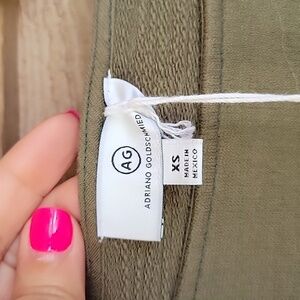 AG
ADRIANO GOLDSCHMIED
XS
MADE IN
MEXICO